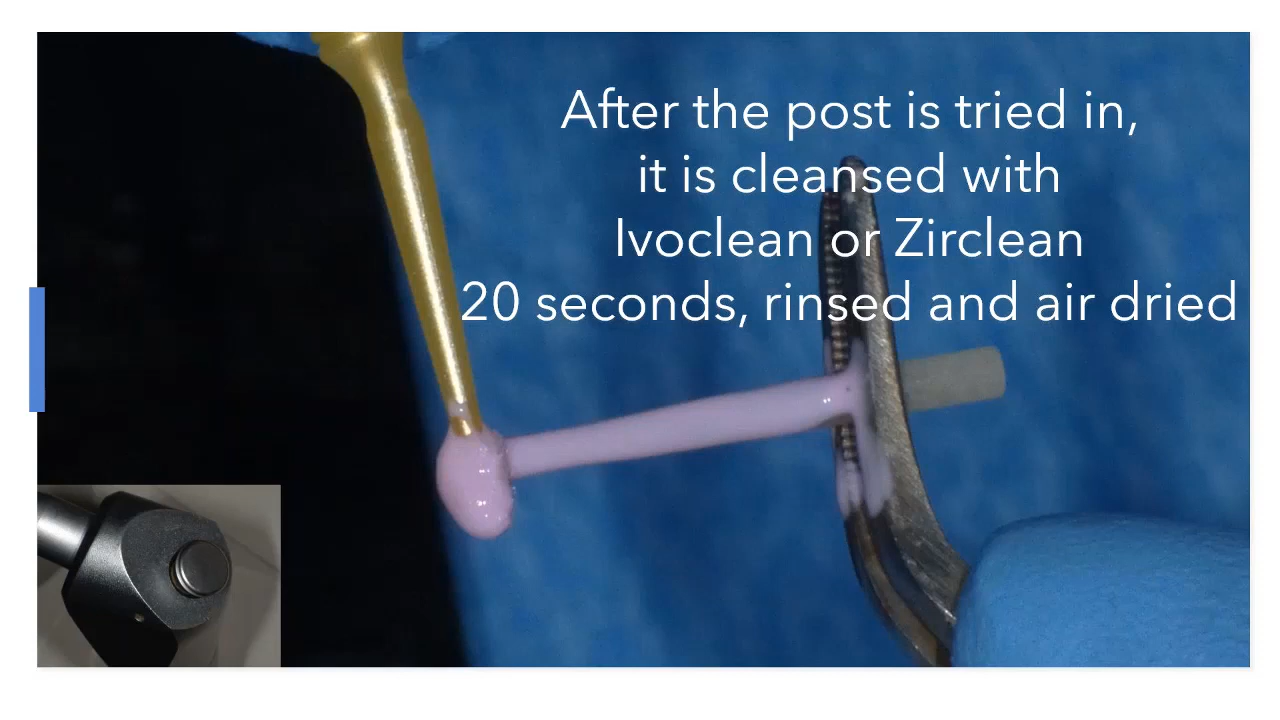 After the post is tried in,
it is cleansed with
Ivoclean or Zirclean
20 seconds, rinsed and air dried